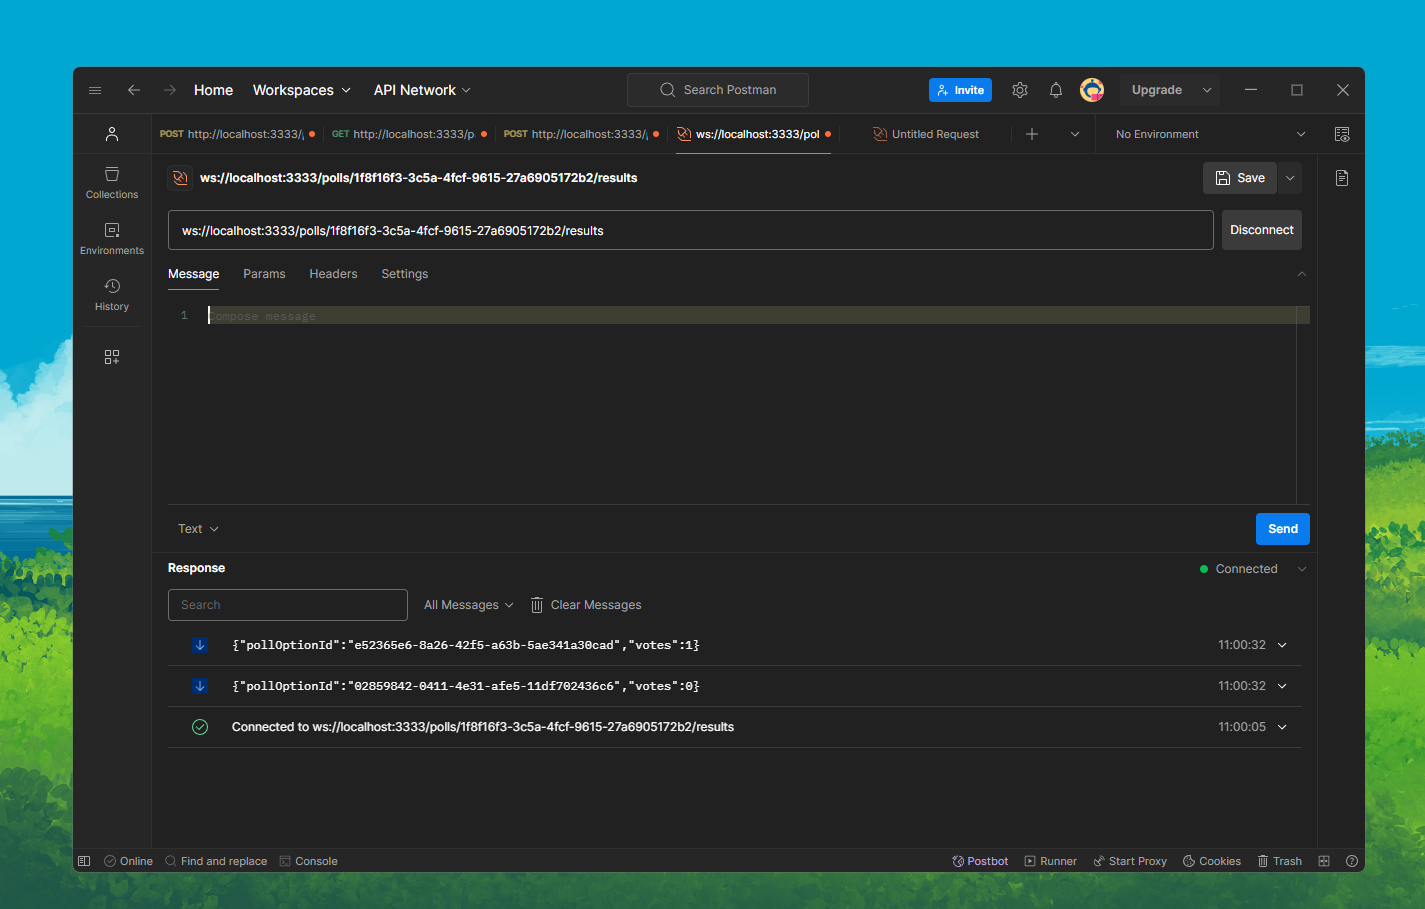 Home Workspaces API Network Search Postman Invite Upgrade
POST http://localhost:3333/ GET http://localhost:3333/p POST http://localhost:3333/ ws://localhost:3333/pol Untitled Request No Environment
Collections
Environments
History
ws://localhost:3333/polls/1f8f16f3-3c5a-4fcf-9615-27a6905172b2/results Save
ws://localhost:3333/polls/1f8f16f3-3c5a-4fcf-9615-27a6905172b2/results Disconnect
Message Params Headers Settings
1 Compose message
Text Send
Response Connected
Search All Messages Clear Messages
{"pollOptionId":"e52365e6-8a26-42f5-a63b-5ae341a30cad","votes":1} 11:00:32
{"pollOptionId":"02859842-0411-4e31-afe5-11df702436c6","votes":0} 11:00:32
Connected to ws://localhost:3333/polls/1f8f16f3-3c5a-4fcf-9615-27a6905172b2/results 11:00:05
Online Find and replace Console Postbot Runner Start Proxy Cookies Trash